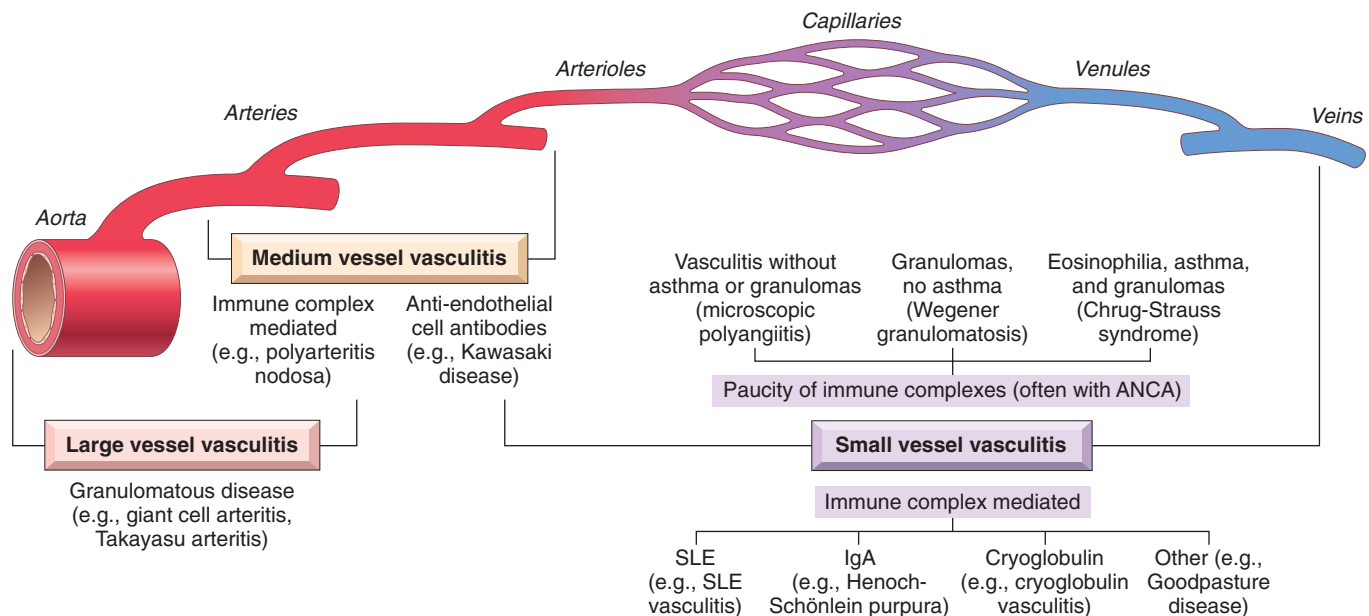 Capillaries
Arterioles
Venules
Arteries
Veins
Aorta
Medium vessel vasculitis
Immune complex
mediated
(e.g., polyarteritis
nodosa)
Anti-endothelial
cell antibodies
(e.g., Kawasaki
disease)
Vasculitis without
asthma or granulomas
(microscopic
polyangiitis)
Granulomas,
no asthma
(Wegener
granulomatosis)
Eosinophilia, asthma,
and granulomas
(Chrug-Strauss
syndrome)
Paucity of immune complexes (often with ANCA)
Large vessel vasculitis
Granulomatous disease
(e.g., giant cell arteritis,
Takayasu arteritis)
Small vessel vasculitis
Immune complex mediated
SLE
(e.g., SLE
vasculitis)
IgA
(e.g., Henoch-
Schönlein purpura)
Cryoglobulin
(e.g., cryoglobulin
vasculitis)
Other (e.g.,
Goodpasture
disease)